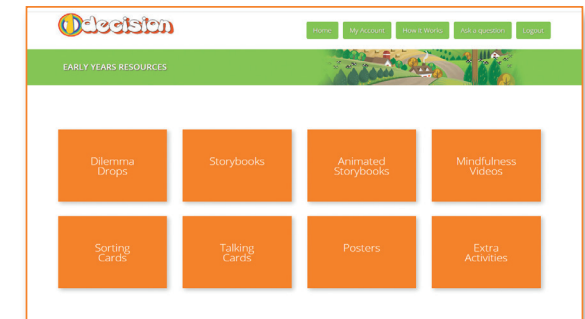 1decision
Home My Account How It Works Ask a question Logout
EARLY YEARS RESOURCES
Dilemma
Drops
Storybooks
Animated
Storybooks
Mindfulness
Videos
Sorting
Cards
Talking
Cards
Posters
Extra
Activities